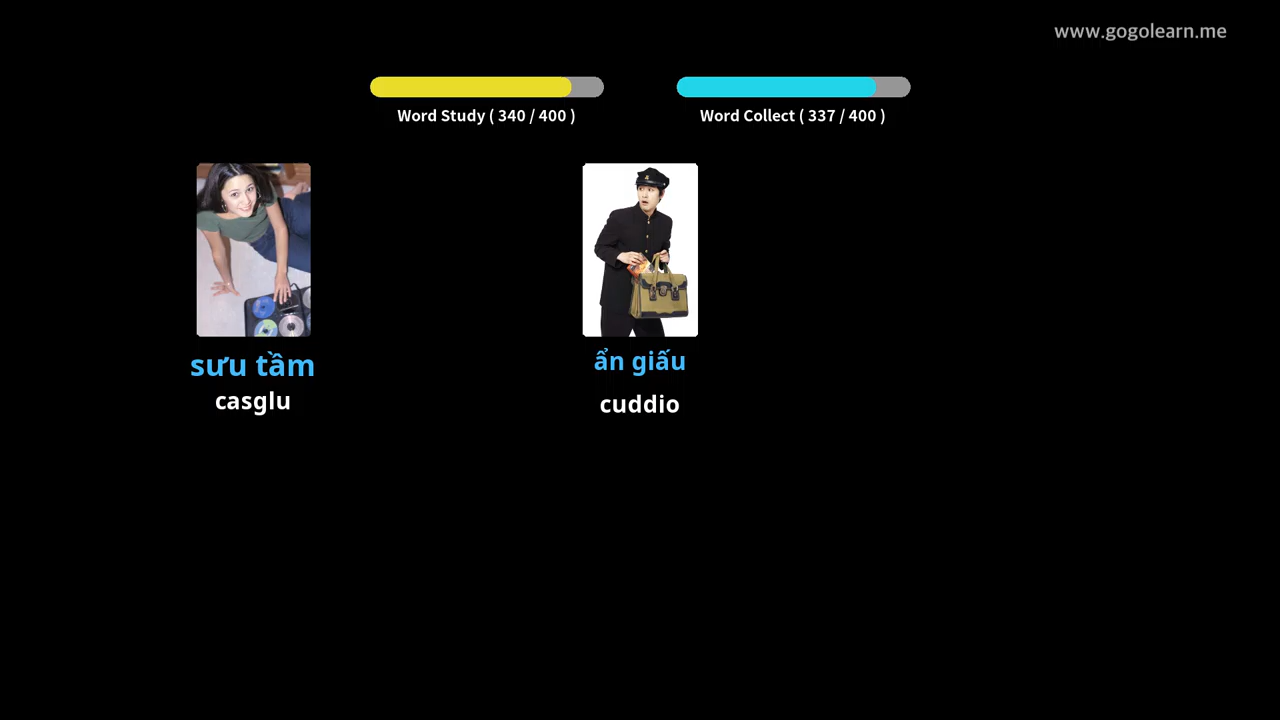 www.gogolearn.me
Word Study ( 340 / 400 )
Word Collect ( 337 / 400 )
sưu tầm
casglu
ẩn giấu
cuddio